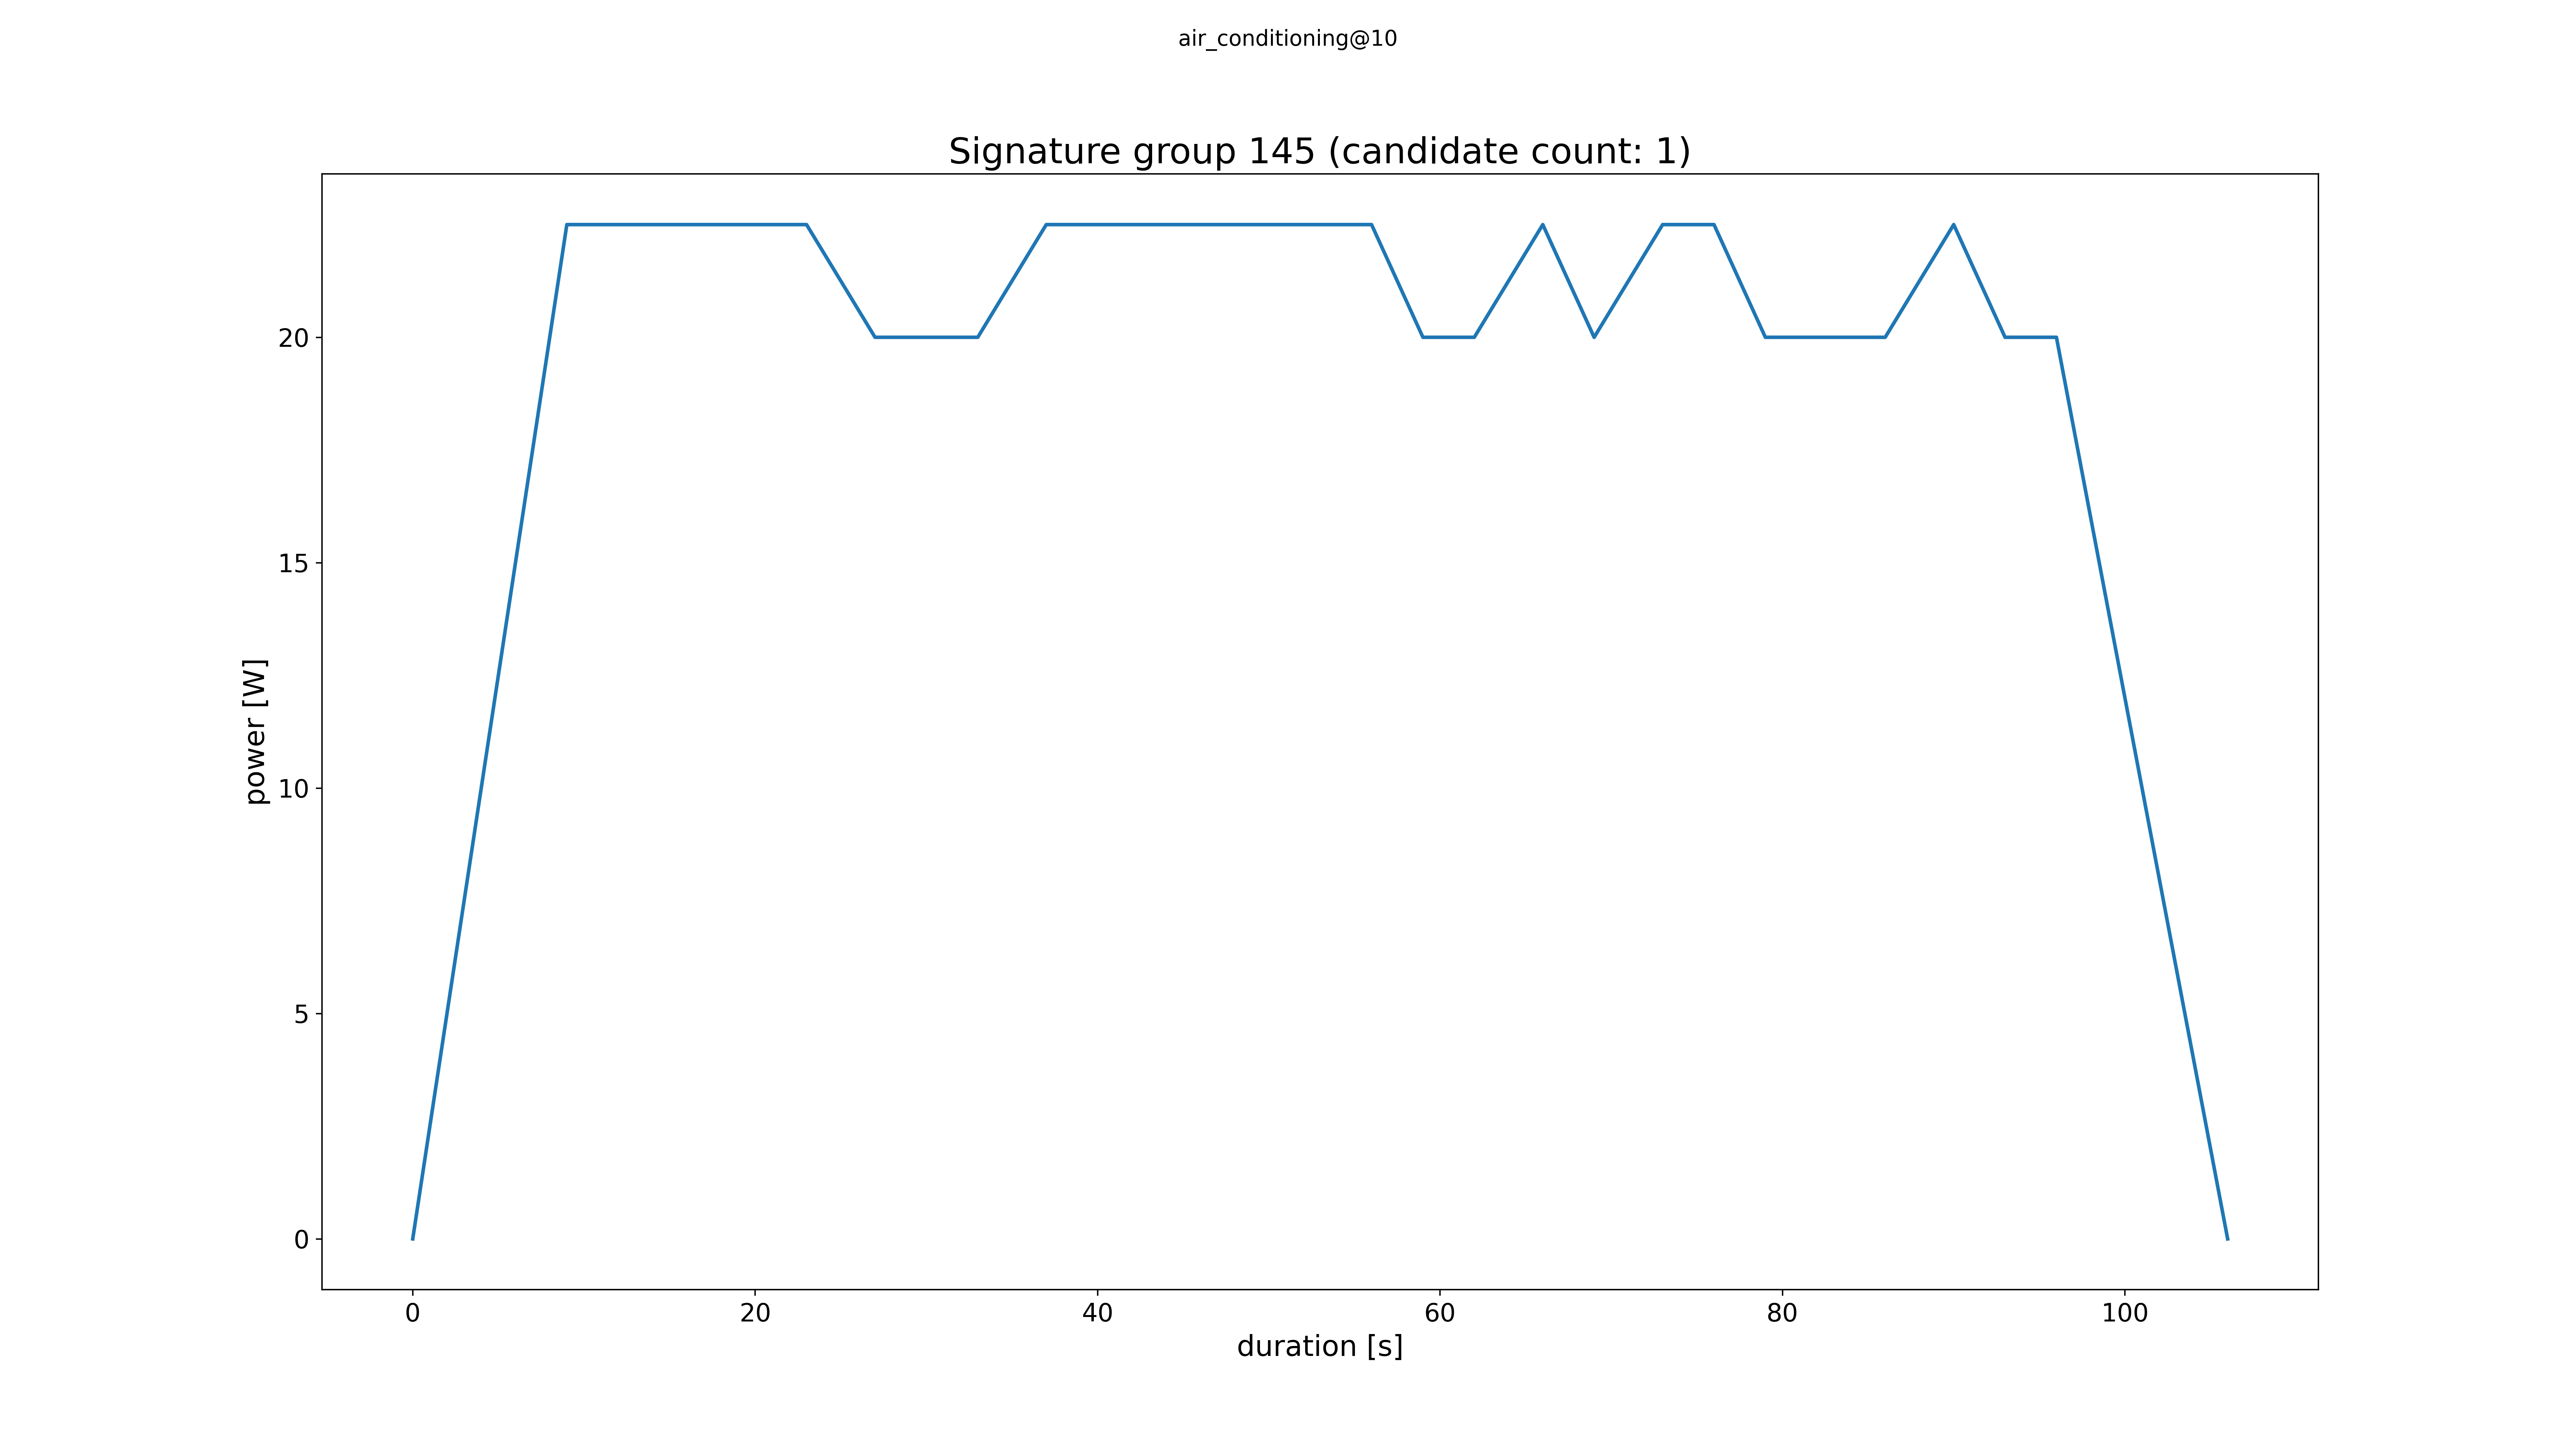 air_conditioning@10
Signature group 145 (candidate count: 1)
power [W]
20
15
10
5
0
0 20 40 60 80 100
duration [s]